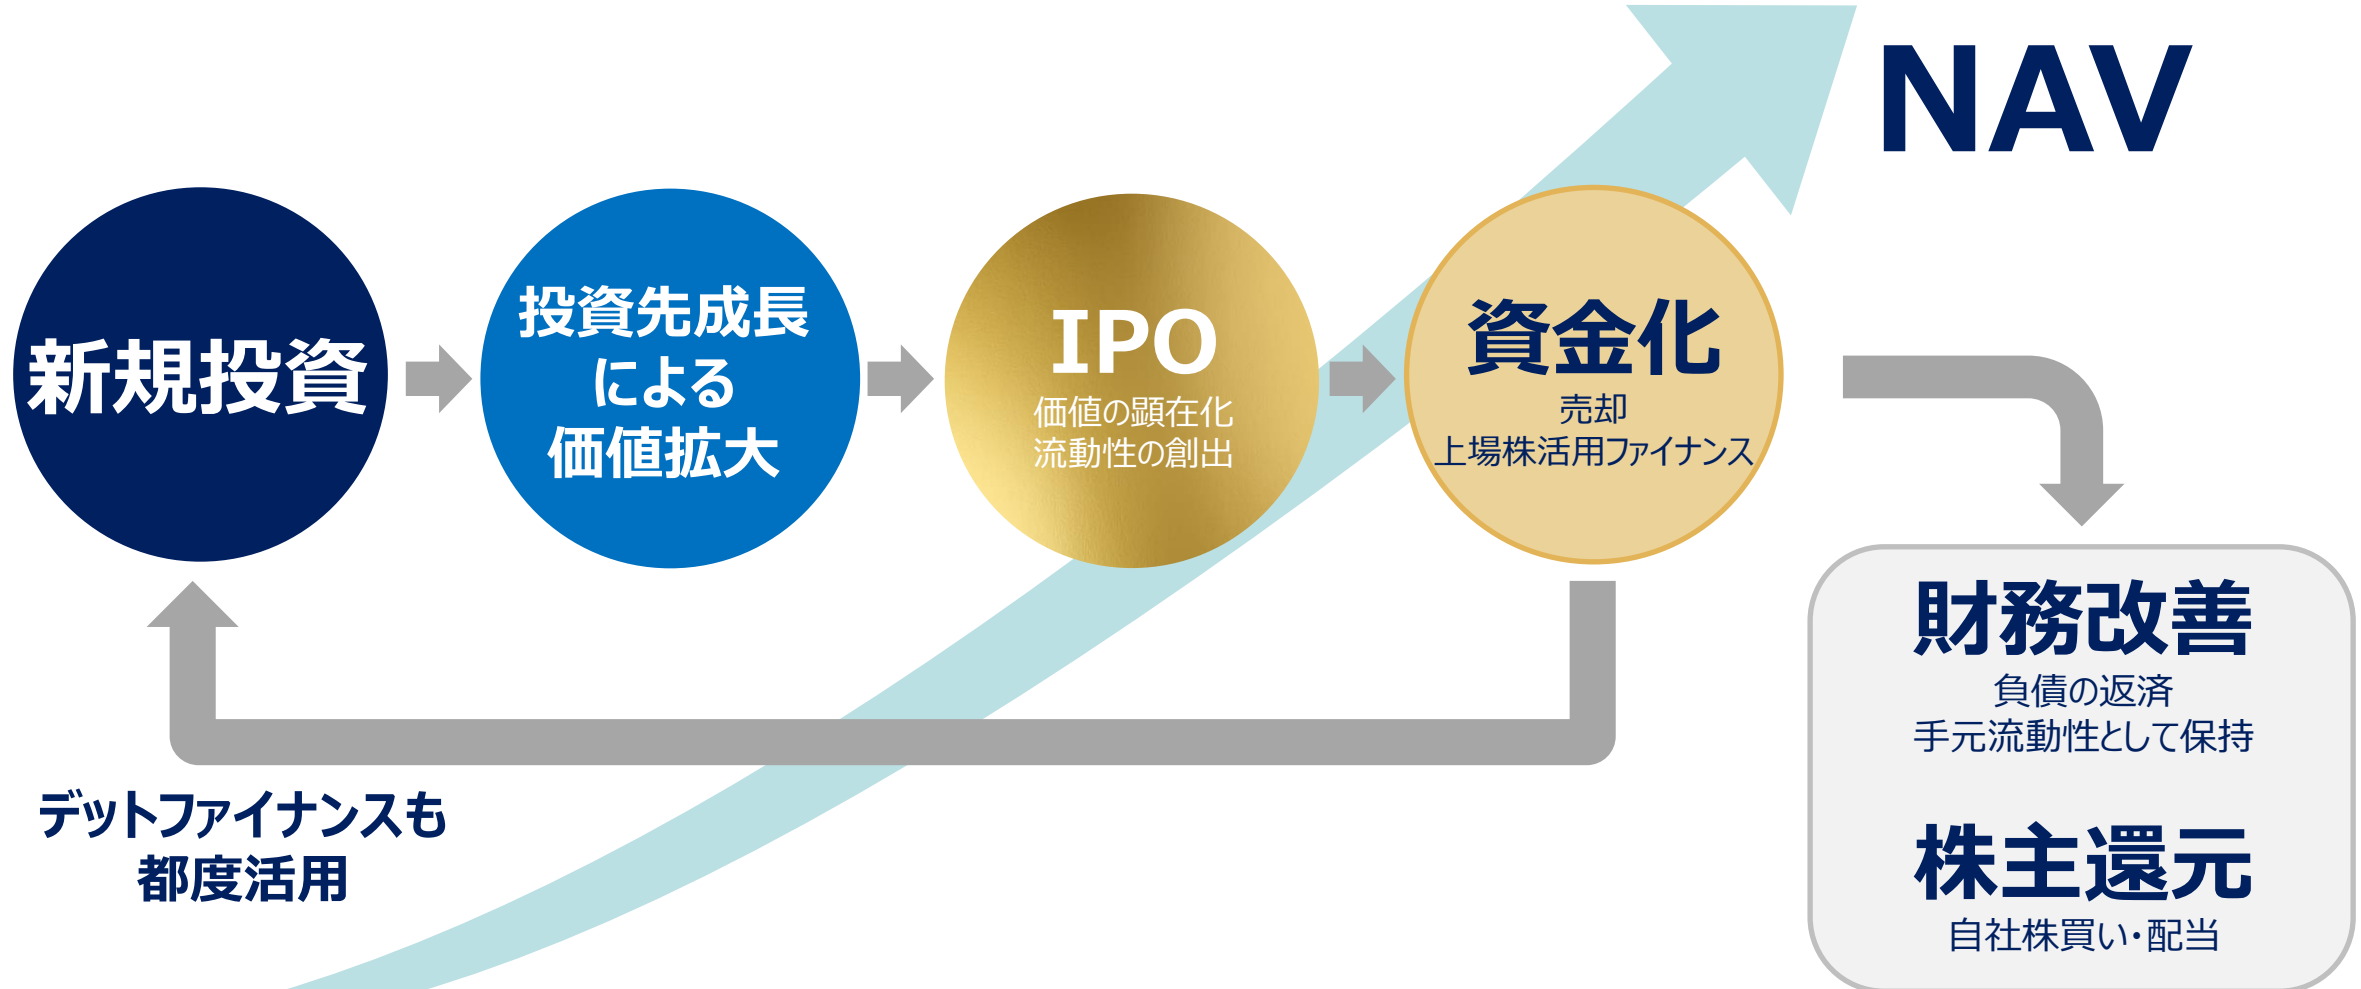 NAV
新規投資
投資先成長
による
価値拡大
IPO
価値の顕在化
流動性の創出
資金化
売却
上場株活用ファイナンス
財務改善
負債の返済
手元流動性として保持
株主還元
自社株買い・配当
デットファイナンスも
都度活用